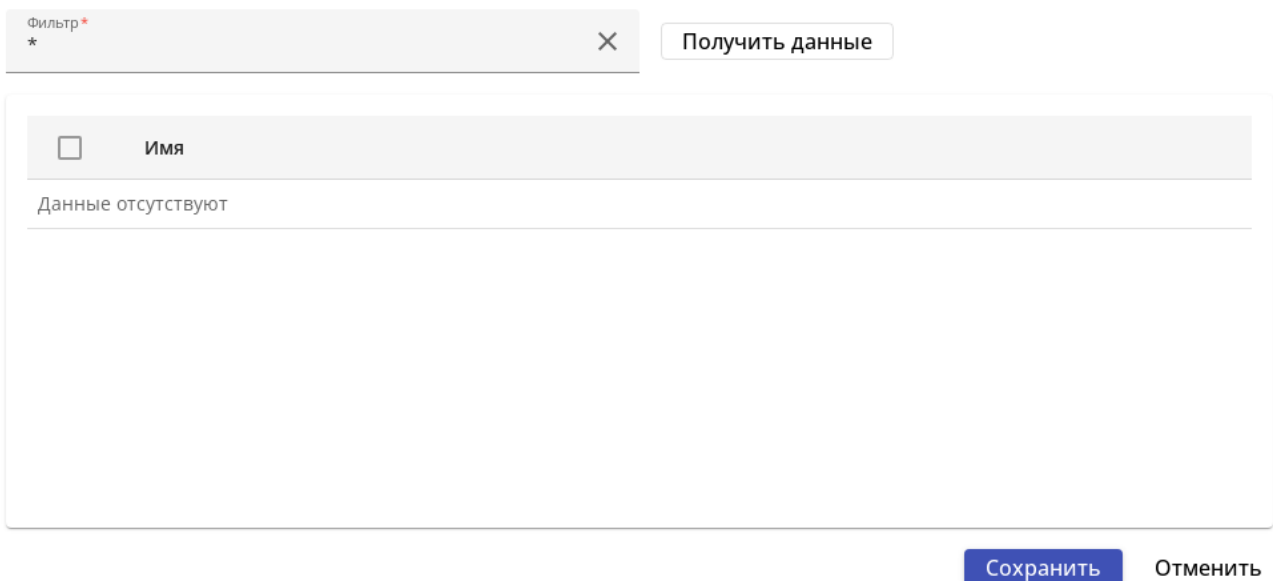 Фильтр*
*
Получить данные
Имя
Данные отсутствуют
Сохранить Отменить